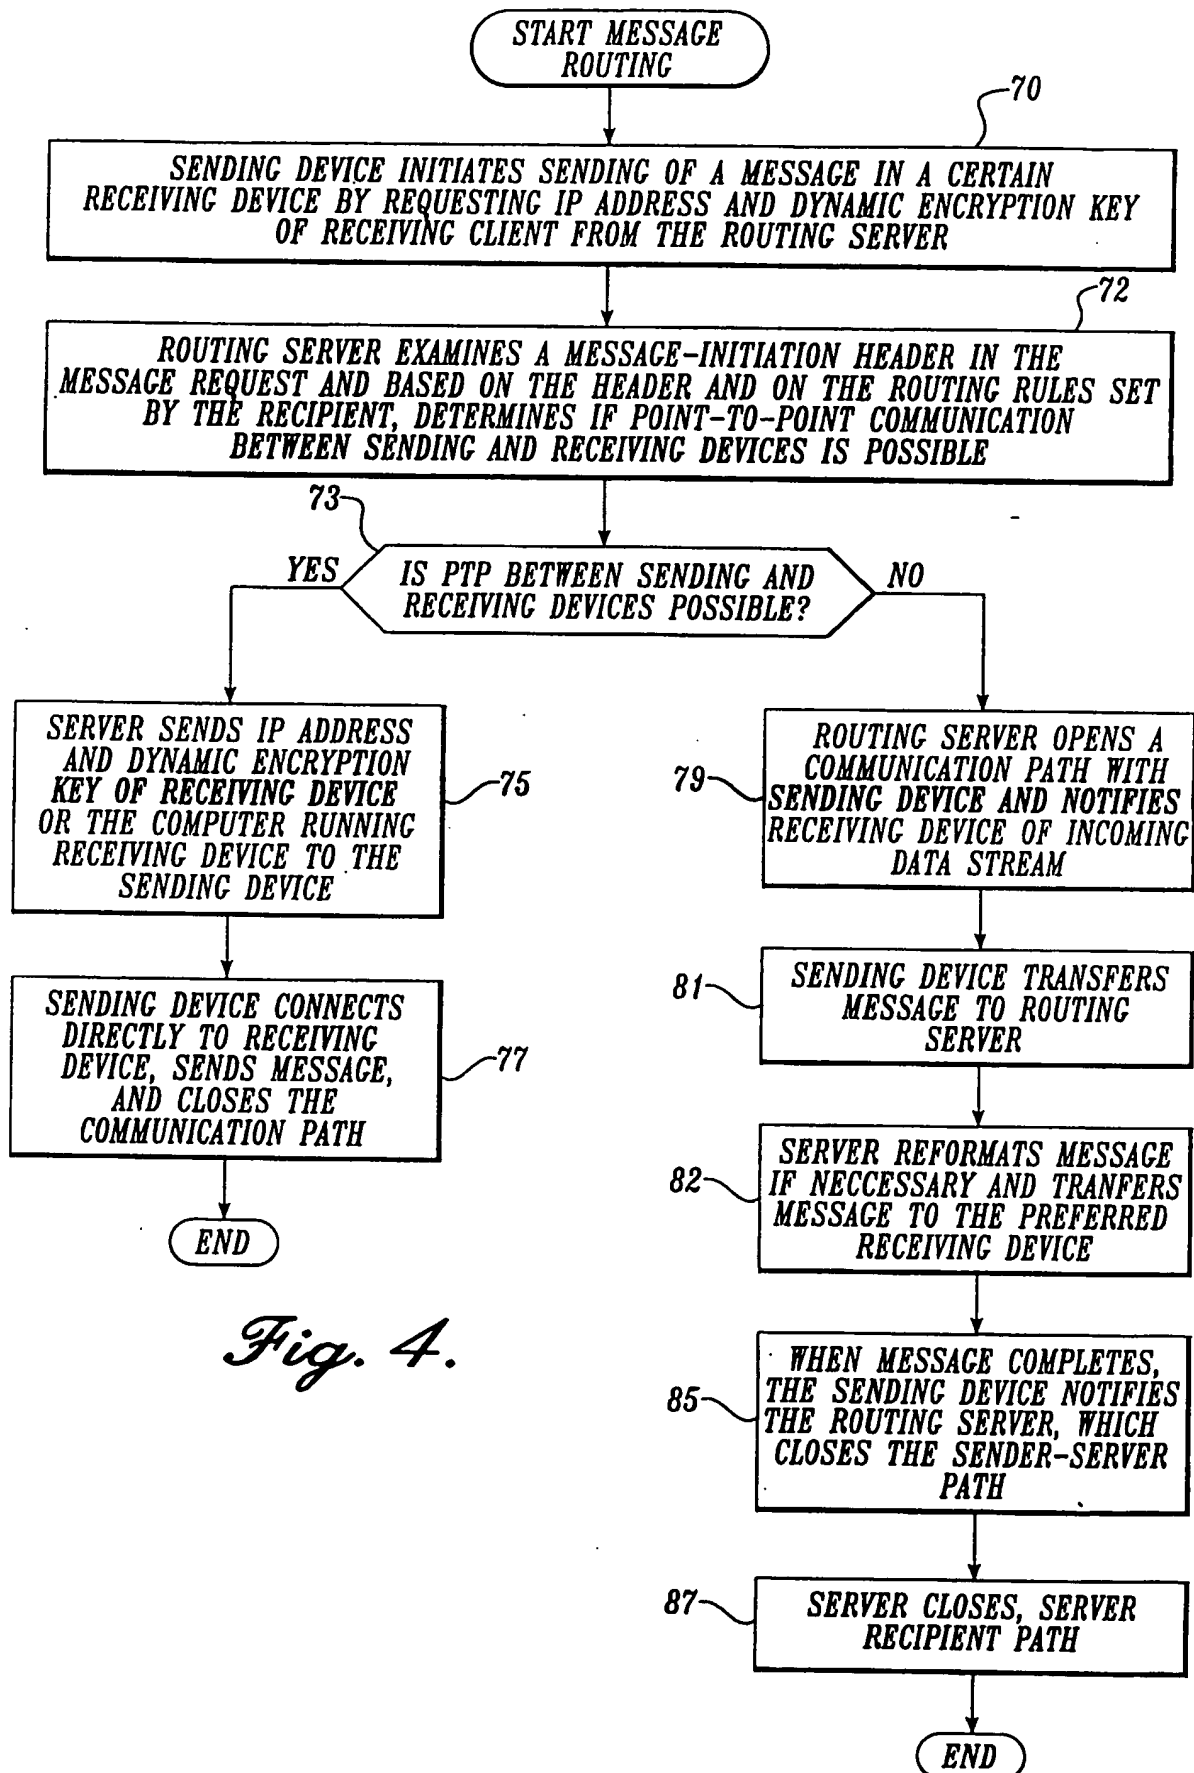 START MESSAGE
ROUTING
70
SENDING DEVICE INITIATES SENDING OF A MESSAGE IN A CERTAIN
RECEIVING DEVICE BY REQUESTING IP ADDRESS AND DYNAMIC ENCRYPTION KEY
OF RECEIVING CLIENT FROM THE ROUTING SERVER
72
ROUTING SERVER EXAMINES A MESSAGE-INITIATION HEADER IN THE
MESSAGE REQUEST AND BASED ON THE HEADER AND ON THE ROUTING RULES SET
BY THE RECIPIENT, DETERMINES IF POINT-TO-POINT COMMUNICATION
BETWEEN SENDING AND RECEIVING DEVICES IS POSSIBLE
73
YES
IS PTP BETWEEN SENDING AND
RECEIVING DEVICES POSSIBLE?
NO
SERVER SENDS IP ADDRESS
AND DYNAMIC ENCRYPTION
KEY OF RECEIVING DEVICE
OR THE COMPUTER RUNNING
RECEIVING DEVICE TO THE
SENDING DEVICE
75
SENDING DEVICE CONNECTS
DIRECTLY TO RECEIVING
DEVICE, SENDS MESSAGE,
AND CLOSES THE
COMMUNICATION PATH
77
END
79
ROUTING SERVER OPENS A
COMMUNICATION PATH WITH
SENDING DEVICE AND NOTIFIES
RECEIVING DEVICE OF INCOMING
DATA STREAM
81
SENDING DEVICE TRANSFERS
MESSAGE TO ROUTING
SERVER
82
SERVER REFORMATS MESSAGE
IF NECCESSARY AND TRANFERS
MESSAGE TO THE PREFERRED
RECEIVING DEVICE
85
WHEN MESSAGE COMPLETES,
THE SENDING DEVICE NOTIFIES
THE ROUTING SERVER, WHICH
CLOSES THE SENDER-SERVER
PATH
87
SERVER CLOSES, SERVER
RECIPIENT PATH
END
Fig. 4.